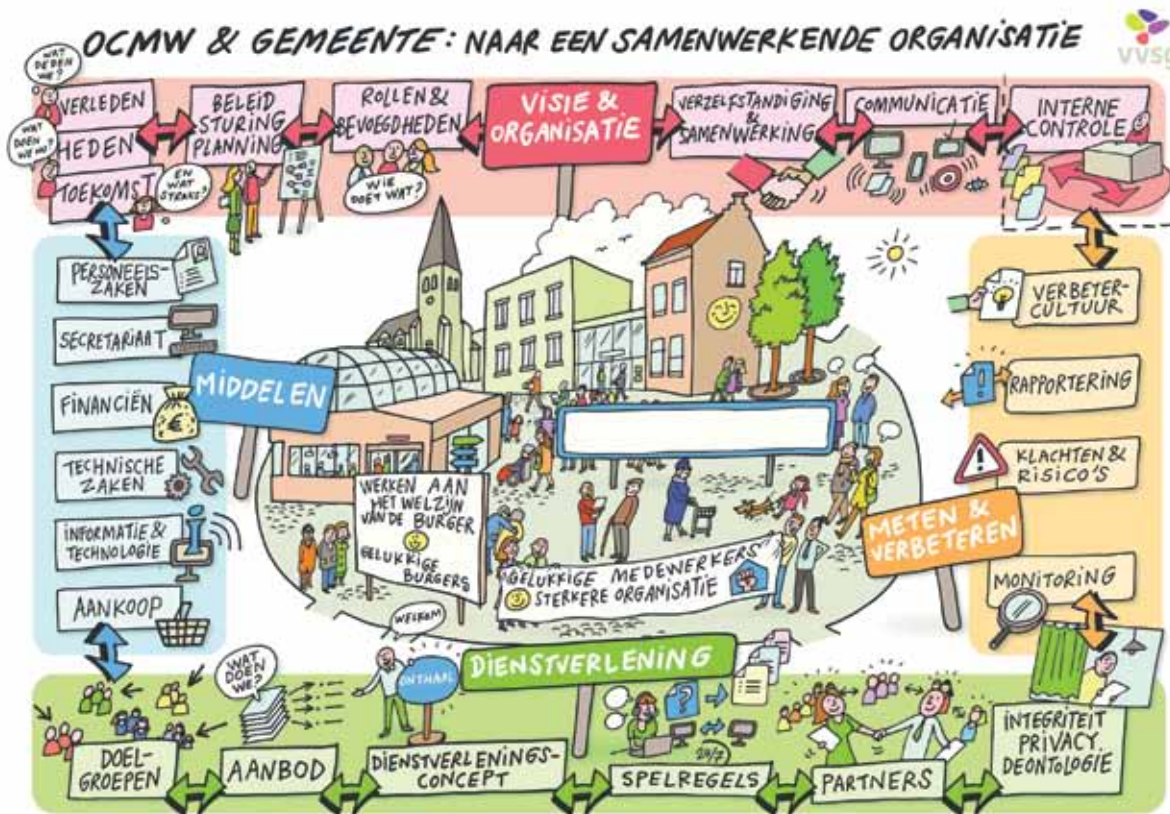 OCMW & GEMEENTE: NAAR EEN SAMENWERKENDE ORGANISATIE
vvsg
WAT
DEDEN
WE?
VERLEDEN
WAT
DOEN
WE NU?
HEDEN
TOEKOMST
EN
WAT
STRAKS?
BELEID
STURING
PLANNING
ROLLEN &
BEVOEGDHEDEN
WIE
DOET WAT?
VISIE &
ORGANISATIE
VERZELFSTANDIGING
&
SAMENWERKING
COMMUNICATIE
INTERNE
CONTROLE
PERSONEELS-
ZAKEN
SECRETARIAAT
FINANCIËN
TECHNISCHE
ZAKEN
INFORMATIE &
TECHNOLOGIE
AANKOOP
MIDDELEN
WERKEN AAN
HET WELZIJN
VAN DE BURGER
GELUKKIGE
BURGERS
"GELUKKIGE MEDEWERKERS"
STERKERE ORGANISATIE
VERBETER-
CULTUUR
RAPPORTERING
KLACHTEN &
RISICO'S
MONITORING
METEN &
VERBETEREN
WELKOM
WAT
DOEN
WE?
ONTHAAL
DIENSTVERLENING
24/7
DOEL-
GROEPEN
AANBOD
DIENSTVERLENINGS-
CONCEPT
SPELREGELS
PARTNERS
INTEGRITEIT
PRIVACY
DEONTOLOGIE